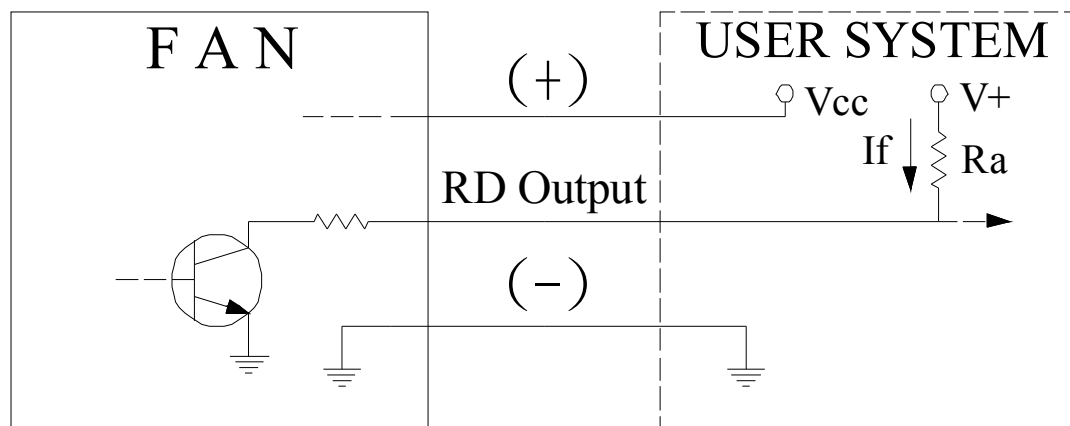 F A N
USER SYSTEM
(+)
Vcc
V+
If
Ra
RD Output
(−)